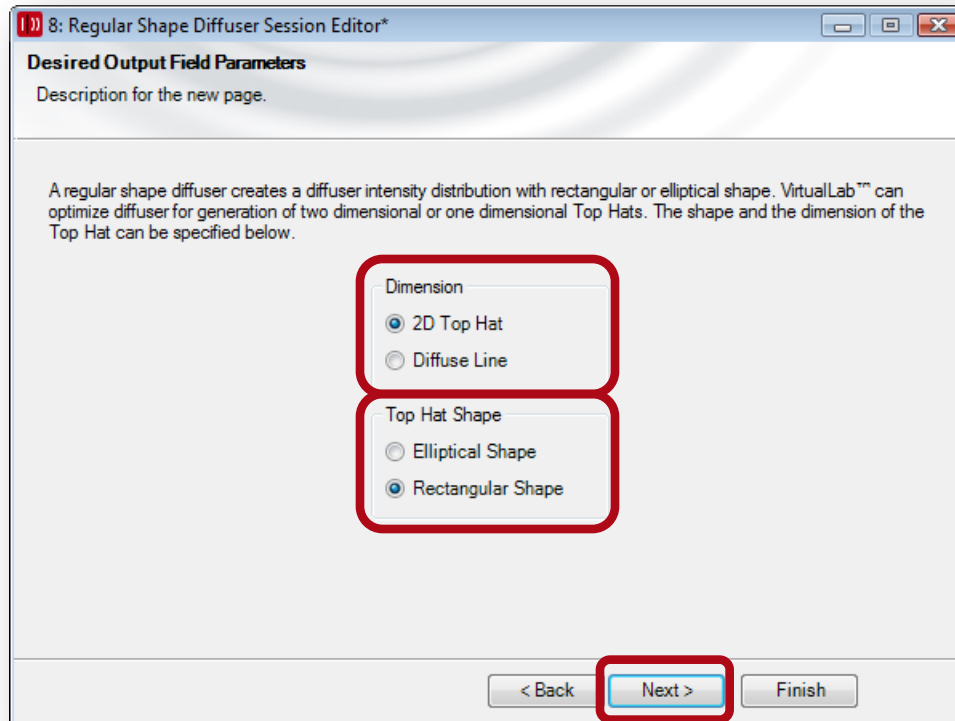 8: Regular Shape Diffuser Session Editor*
Desired Output Field Parameters
Description for the new page.
A regular shape diffuser creates a diffuser intensity distribution with rectangular or elliptical shape. VirtualLab™ can
optimize diffuser for generation of two dimensional or one dimensional Top Hats. The shape and the dimension of the
Top Hat can be specified below.
Dimension
2D Top Hat
Diffuse Line
Top Hat Shape
Elliptical Shape
Rectangular Shape
< Back Next > Finish